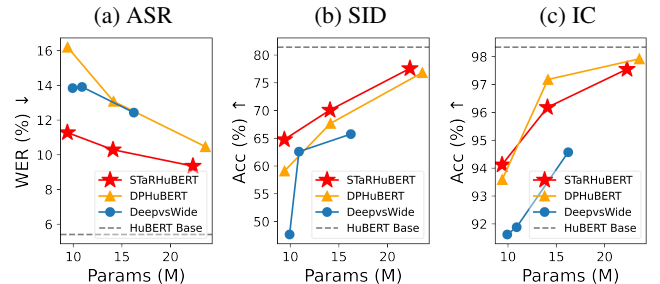 (a) ASR
WER (%) ↓
16
14
12
10
8
6
STaRHuBERT
DPHuBERT
DeepvsWide
HuBERT Base
10
15
20
Params (M)
(b) SID
Acc (%) ↑
80
75
70
65
60
55
50
STaRHuBERT
DPHuBERT
DeepvsWide
HuBERT Base
10
15
20
Params (M)
(c) IC
Acc (%) ↑
98
97
96
95
94
93
92
STaRHuBERT
DPHuBERT
DeepvsWide
HuBERT Base
10
15
20
Params (M)